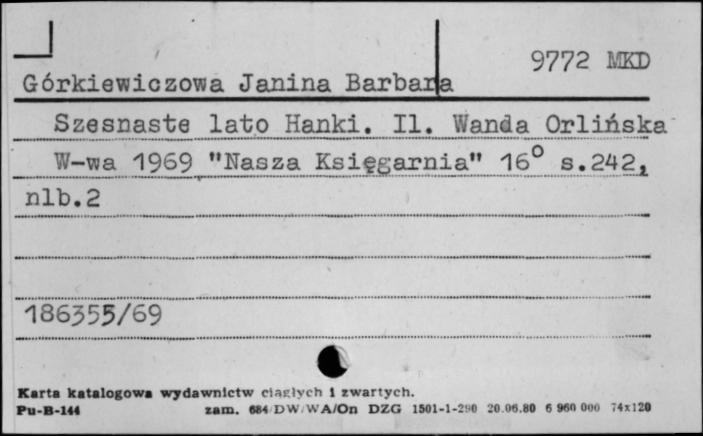 9772 MKD
Górkiewiczowa Janina Barbara
Szesnaste lato Hanki. Il. Wanda Orlińska
W-wa 1969 "Nasza Księgarnia" 16° s.242,
nlb.2
186355/69
Karta katalogowa wydawnictw ciągłych i zwartych.
Pu-B-144 zam. 684/DW/WA/On DZG 1501-1-290 20.06.80 6 960 000 74x120